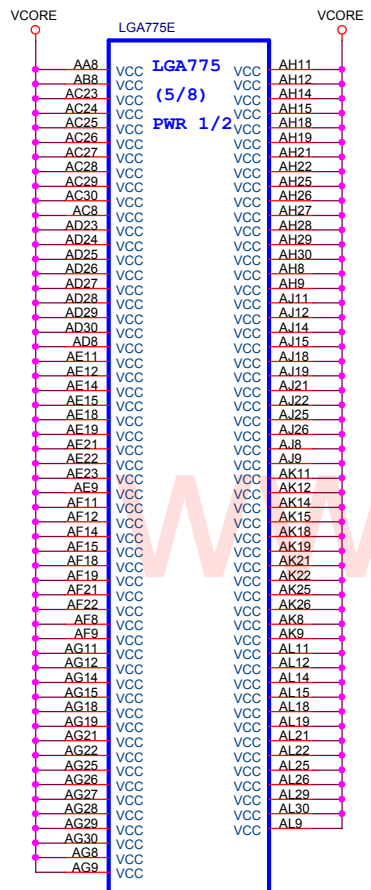 VCORE VCORE
LGA775E
AA8 VCC LGA775 VCC AH11
AB8 VCC VCC AH12
AC23 VCC (5/8) VCC AH14
AC24 VCC VCC AH15
AC25 VCC PWR 1/2 VCC AH18
AC26 VCC VCC AH19
AC27 VCC VCC AH21
AC28 VCC VCC AH22
AC29 VCC VCC AH25
AC30 VCC VCC AH26
AC8 VCC VCC AH27
AD23 VCC VCC AH28
AD24 VCC VCC AH29
AD25 VCC VCC AH30
AD26 VCC VCC AH8
AD27 VCC VCC AH9
AD28 VCC VCC AJ11
AD29 VCC VCC AJ12
AD30 VCC VCC AJ14
AD8 VCC VCC AJ15
AE11 VCC VCC AJ18
AE12 VCC VCC AJ19
AE14 VCC VCC AJ21
AE15 VCC VCC AJ22
AE18 VCC VCC AJ25
AE19 VCC VCC AJ26
AE21 VCC VCC AJ8
AE22 VCC VCC AJ9
AE23 VCC VCC AK11
AE9 VCC VCC AK12
AF11 VCC VCC AK14
AF12 VCC VCC AK15
AF14 VCC VCC AK18
AF15 VCC VCC AK19
AF18 VCC VCC AK21
AF19 VCC VCC AK22
AF21 VCC VCC AK25
AF22 VCC VCC AK26
AF8 VCC VCC AK8
AF9 VCC VCC AK9
AG11 VCC VCC AL11
AG12 VCC VCC AL12
AG14 VCC VCC AL14
AG15 VCC VCC AL15
AG18 VCC VCC AL18
AG19 VCC VCC AL19
AG21 VCC VCC AL21
AG22 VCC VCC AL22
AG25 VCC VCC AL25
AG26 VCC VCC AL26
AG27 VCC VCC AL29
AG28 VCC VCC AL30
AG29 VCC VCC AL9
AG30 VCC
AG8 VCC
AG9 VCC